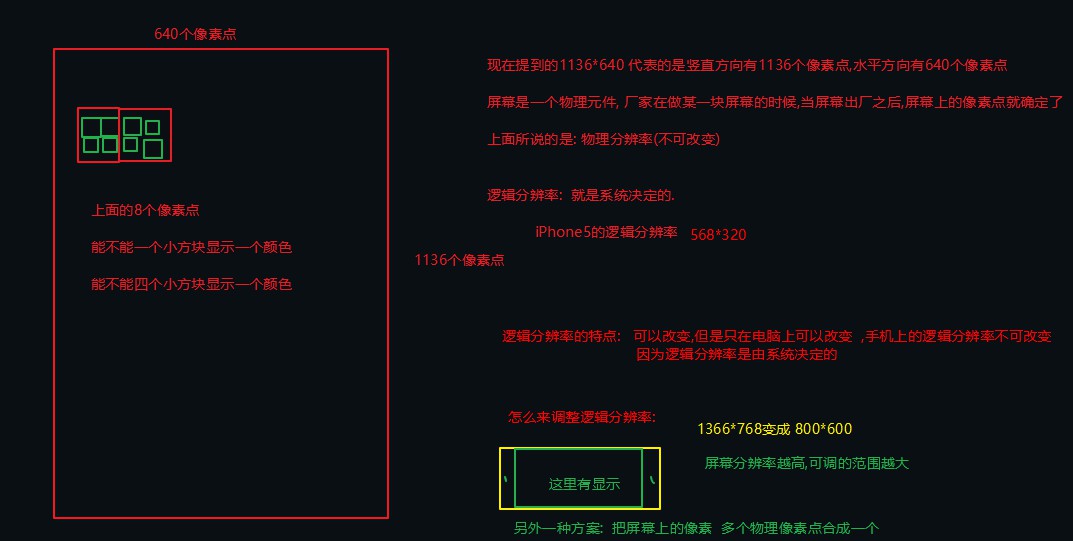 640个像素点
现在提到的1136*640 代表的是竖直方向有1136个像素点,水平方向有640个像素点
屏幕是一个物理元件, 厂家在做某一块屏幕的时候,当屏幕出厂之后,屏幕上的像素点就确定了
上面所说的是: 物理分辨率(不可改变)
逻辑分辨率: 就是系统决定的.
上面的8个像素点
iPhone5的逻辑分辨率 568*320
能不能一个小方块显示一个颜色
1136个像素点
能不能四个小方块显示一个颜色
逻辑分辨率的特点: 可以改变,但是只在电脑上可以改变 ,手机上的逻辑分辨率不可改变
因为逻辑分辨率是由系统决定的
怎么来调整逻辑分辨率:
1366*768变成 800*600
屏幕分辨率越高,可调的范围越大
这里有显示
另外一种方案: 把屏幕上的像素 多个物理像素点合成一个